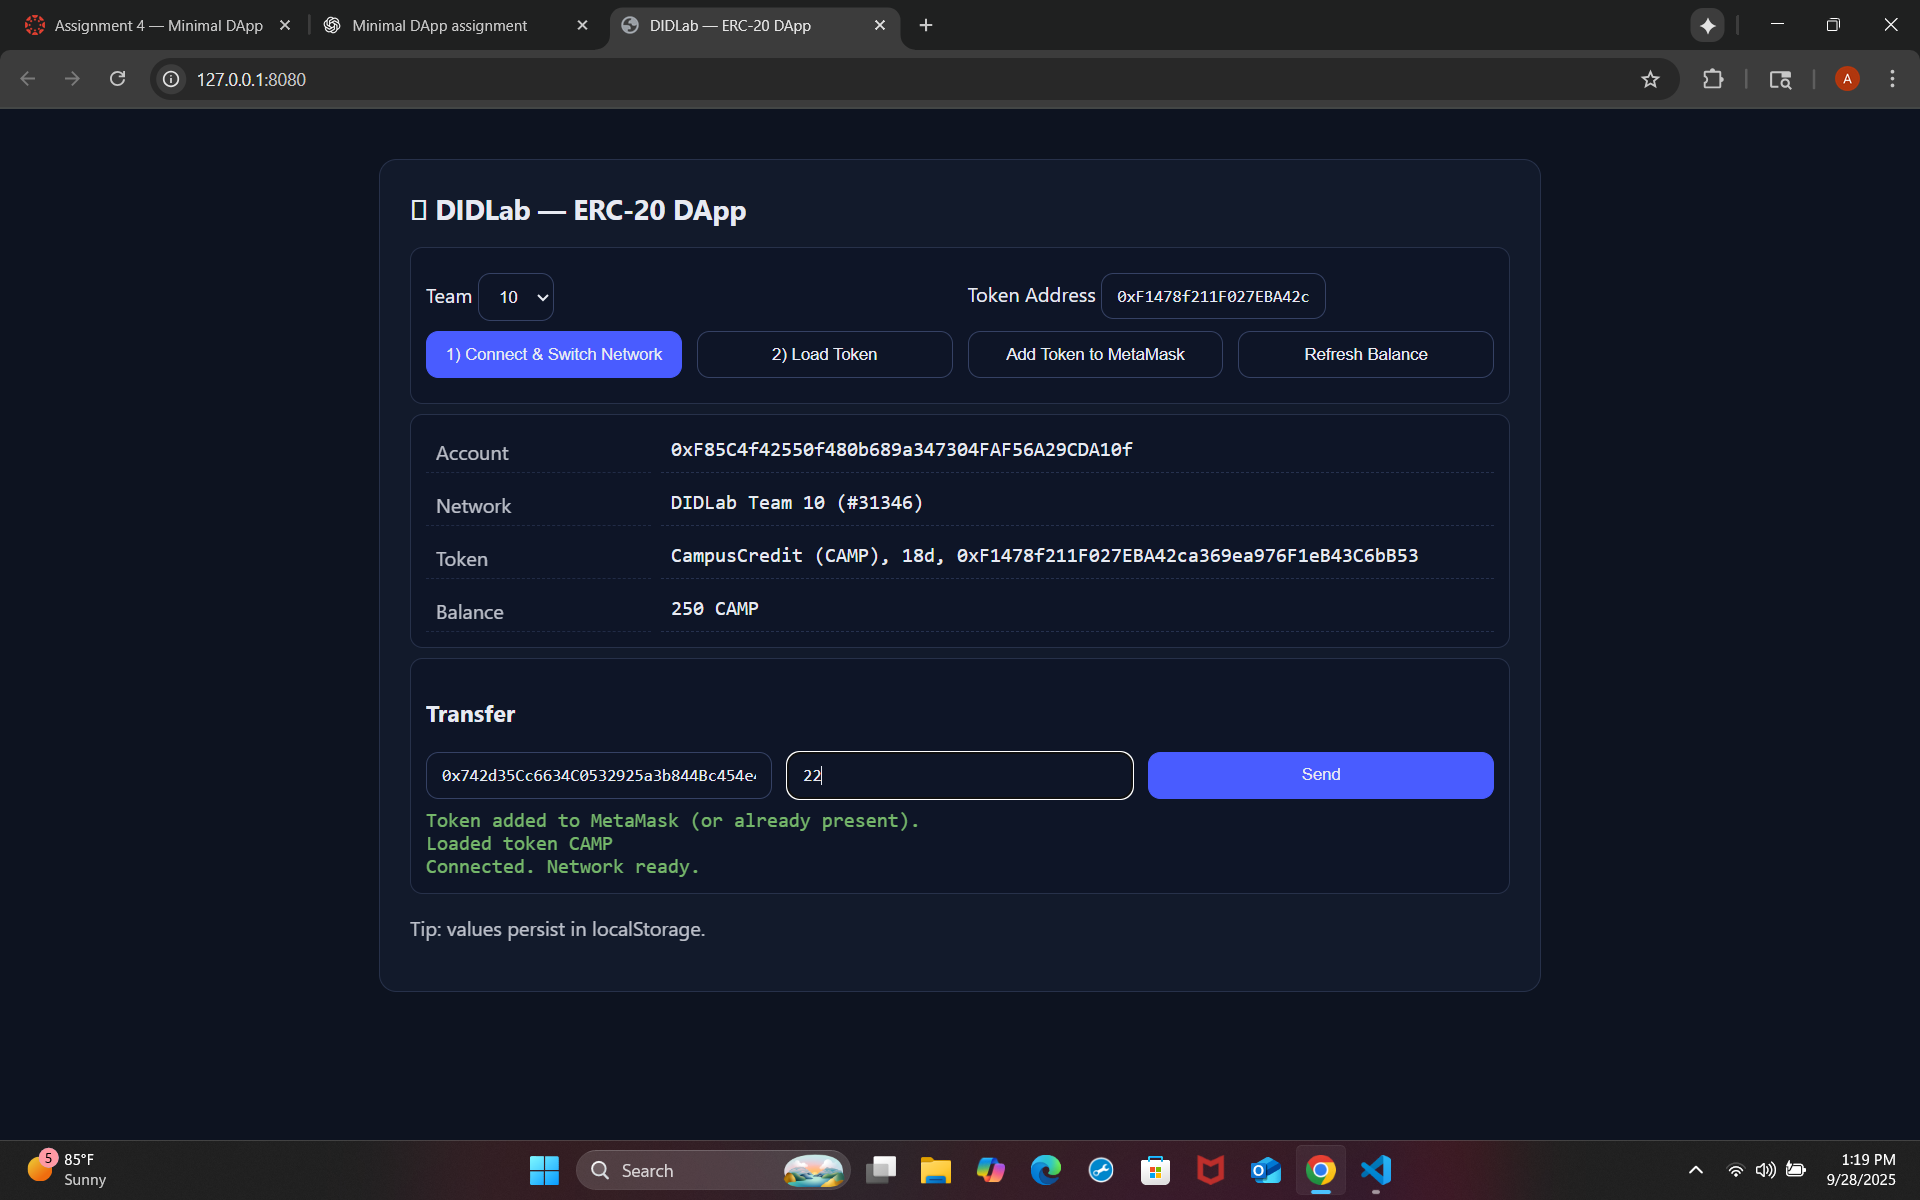 Assignment 4 — Minimal DApp
Minimal DApp assignment
DIDLab — ERC-20 DApp
127.0.0.1:8080
A
DIDLab — ERC-20 DApp
Team 10
Token Address 0xF1478f211F027EBA42c
1) Connect & Switch Network
2) Load Token
Add Token to MetaMask
Refresh Balance
Account 0xF85C4f42550f480b689a347304FAF56A29CDA10f
Network DIDLab Team 10 (#31346)
Token CampusCredit (CAMP), 18d, 0xF1478f211F027EBA42ca369ea976F1eB43C6bB53
Balance 250 CAMP
Transfer
0x742d35Cc6634C0532925a3b844Bc454e
22
Send
Token added to MetaMask (or already present).
Loaded token CAMP
Connected. Network ready.
Tip: values persist in localStorage.
5
85°F
Sunny
Search
1:19 PM
9/28/2025